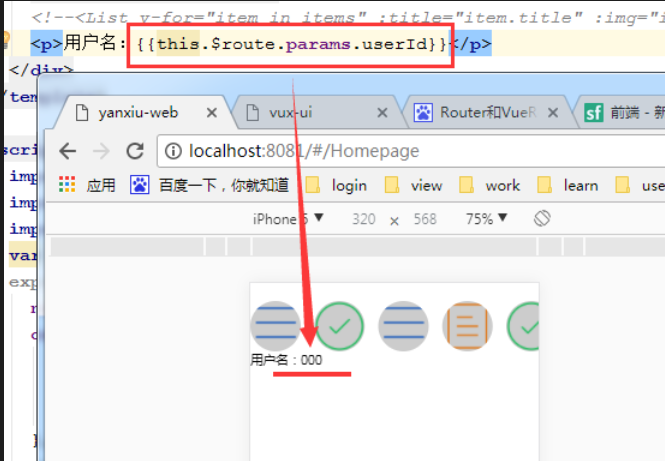 <!--<List v-for="item in items" :title="item.title" :img="i
<p>用户名：{{this.$route.params.userId}}</p>
</div>
/tem
yanxiu-web
vux-ui
Router和VueR
sf 前端 - 新
scri
localhost:8081/#/Homepage
imp
应用 百度一下，你就知道 login view work learn use
imp
imp
iPhone 5 ▼ 320 × 568 75% ▼
var
exp
用户名：000
}